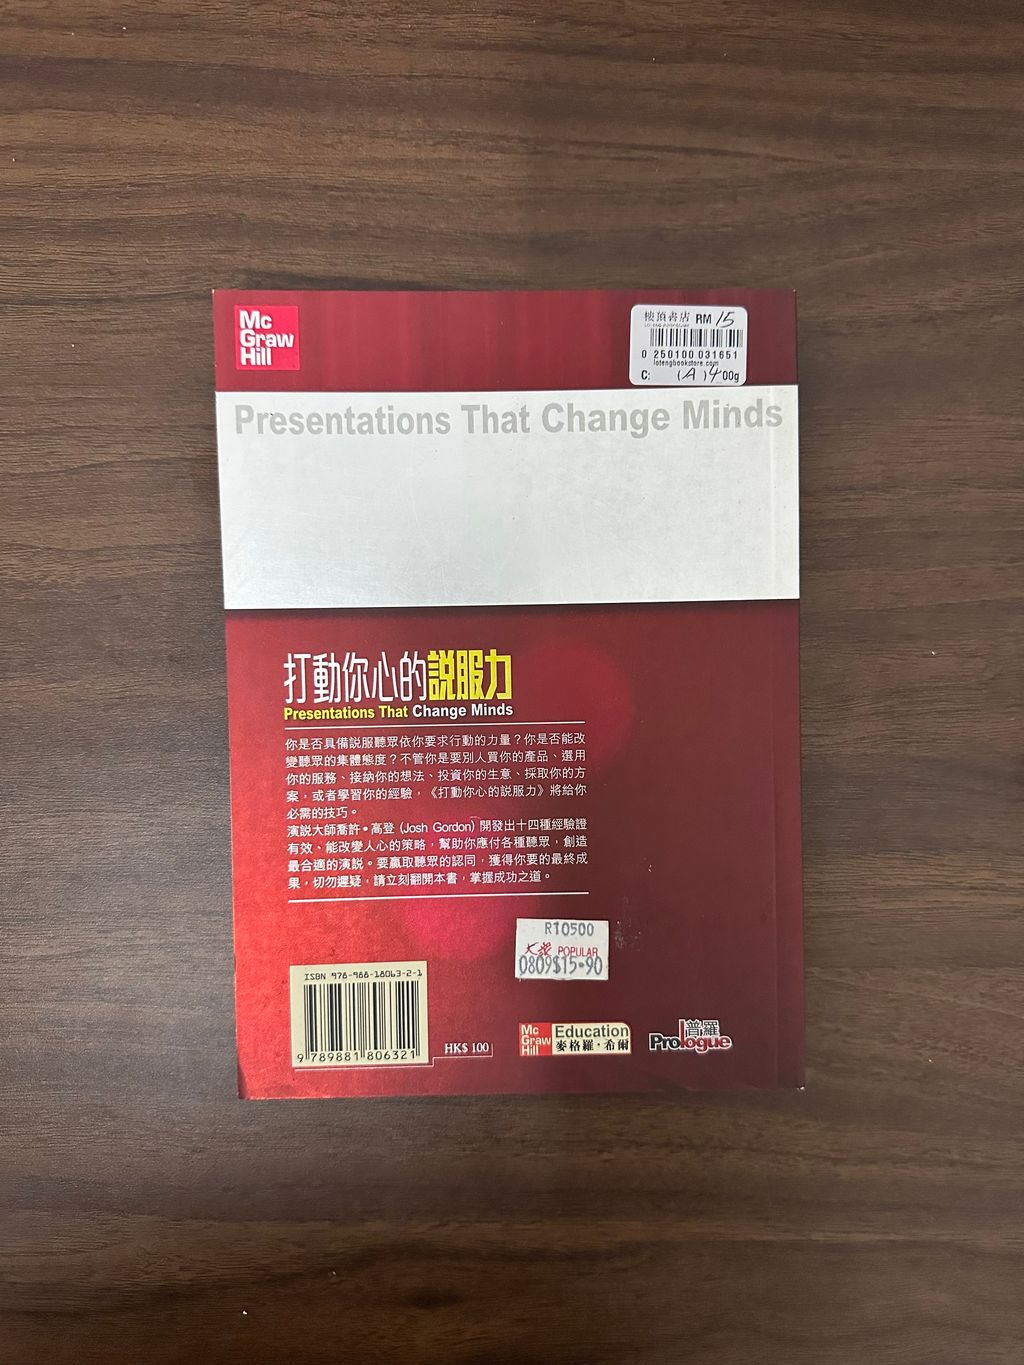 Mc
Graw
Hill
樓頂書店 RM 15
0 250100 031651
lotengbookstore.com
C: (A) 400g
Presentations That Change Minds
打動你心的説服力
Presentations That Change Minds
你是否具備説服聽眾依你要求行動的力量？你是否能改
變聽眾的集體態度？不管你是要別人買你的產品、選用
你的服務、接納你的想法、投資你的生意、採取你的方
案，或者學習你的經驗，《打動你心的説服力》將給你
必需的技巧。
演説大師喬許•高登 (Josh Gordon) 開發出十四種經驗證
有效、能改變人心的策略，幫助你應付各種聽眾，創造
最合適的演説。要贏取聽眾的認同，獲得你要的最終成
果，切勿遲疑，請立刻翻開本書，掌握成功之道。
R10500
大眾 POPULAR
0809$15-90
ISBN 978-988-18063-2-1
9 789881 806321
HK$ 100
Mc
Graw
Hill
Education
麥格羅·希爾
普羅
Prologue